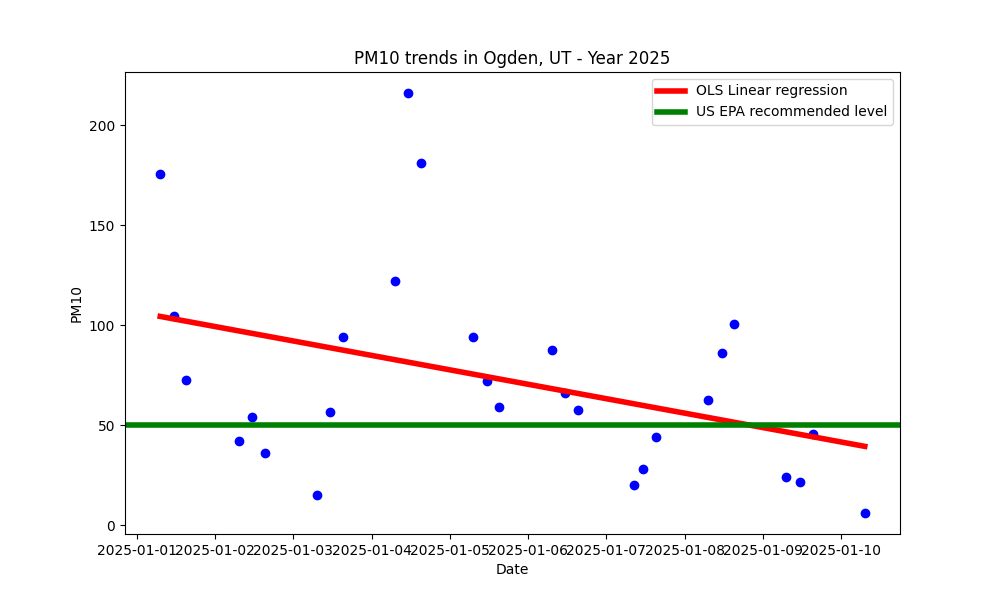 PM10 trends in Ogden, UT - Year 2025
OLS Linear regression
US EPA recommended level
200
150
100
50
0
PM10
2025-01-01 2025-01-02 2025-01-03 2025-01-04 2025-01-05 2025-01-06 2025-01-07 2025-01-08 2025-01-09 2025-01-10
Date